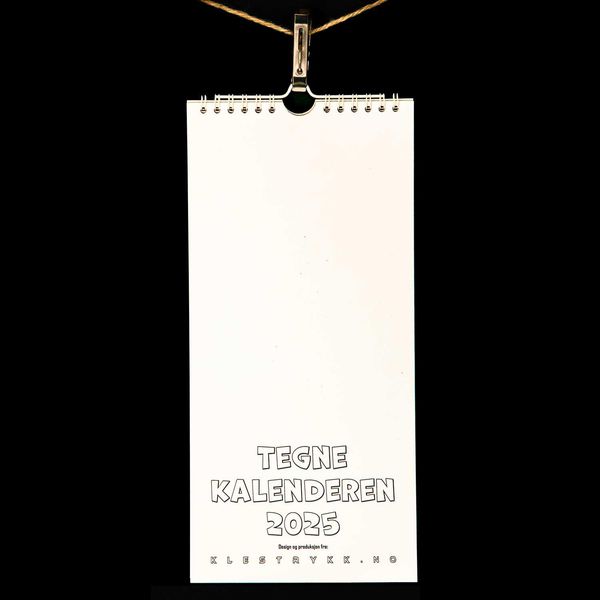 TEGNE
KALENDEREN
2025
Design og produksjon fra:
KLESTRYKK.NO